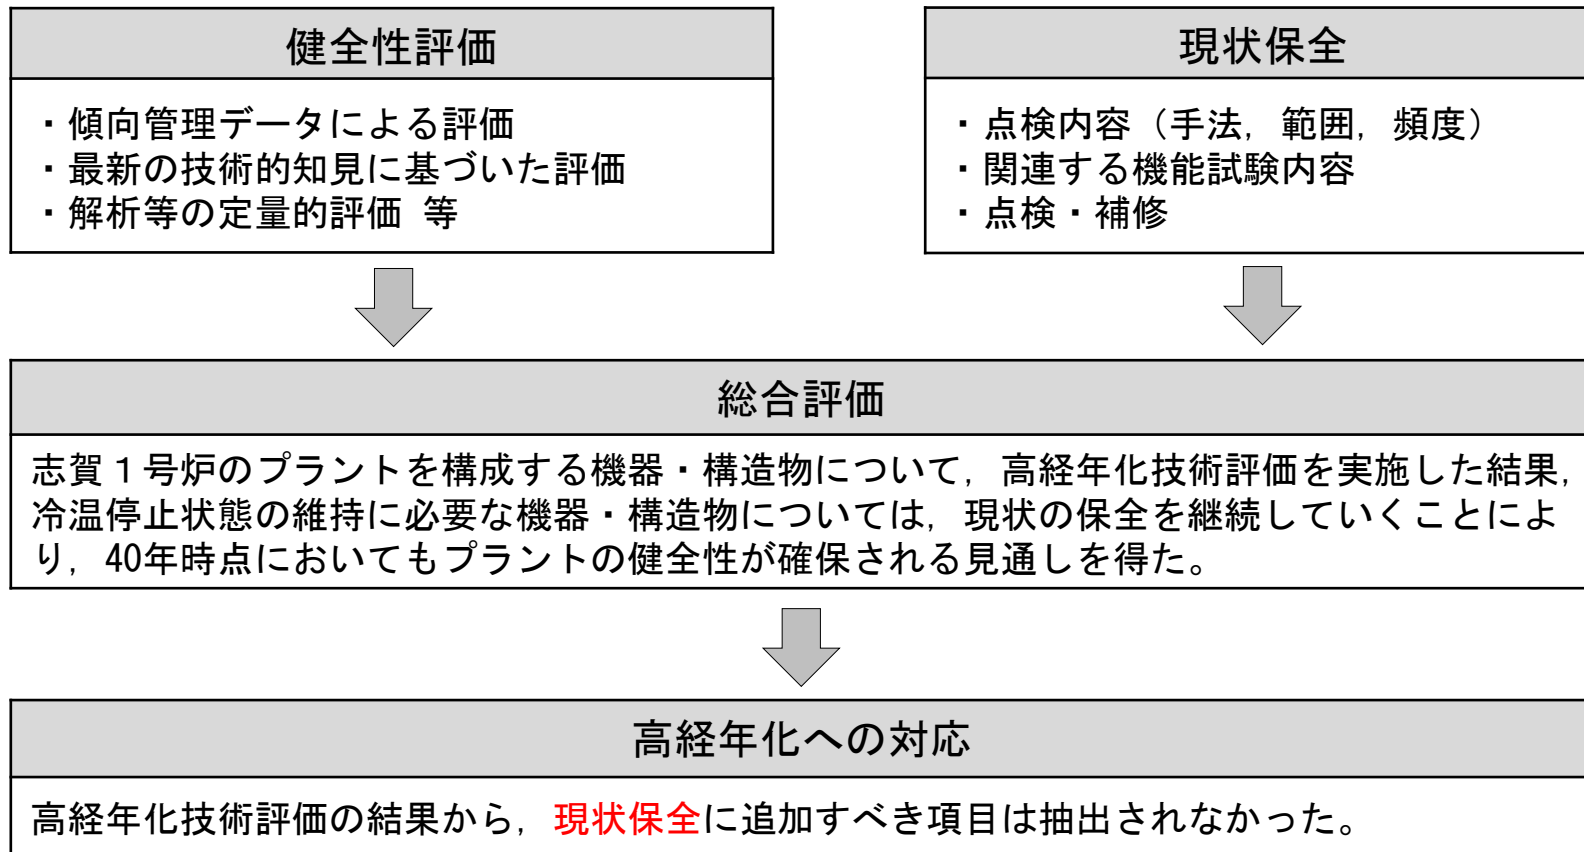 健全性評価
・傾向管理データによる評価
・最新の技術的知見に基づいた評価
・解析等の定量的評価 等
現状保全
・点検内容（手法，範囲，頻度）
・関連する機能試験内容
・点検・補修
総合評価
志賀１号炉のプラントを構成する機器・構造物について，高経年化技術評価を実施した結果，
冷温停止状態の維持に必要な機器・構造物については，現状の保全を継続していくことによ
り，40年時点においてもプラントの健全性が確保される見通しを得た。
高経年化への対応
高経年化技術評価の結果から，現状保全に追加すべき項目は抽出されなかった。